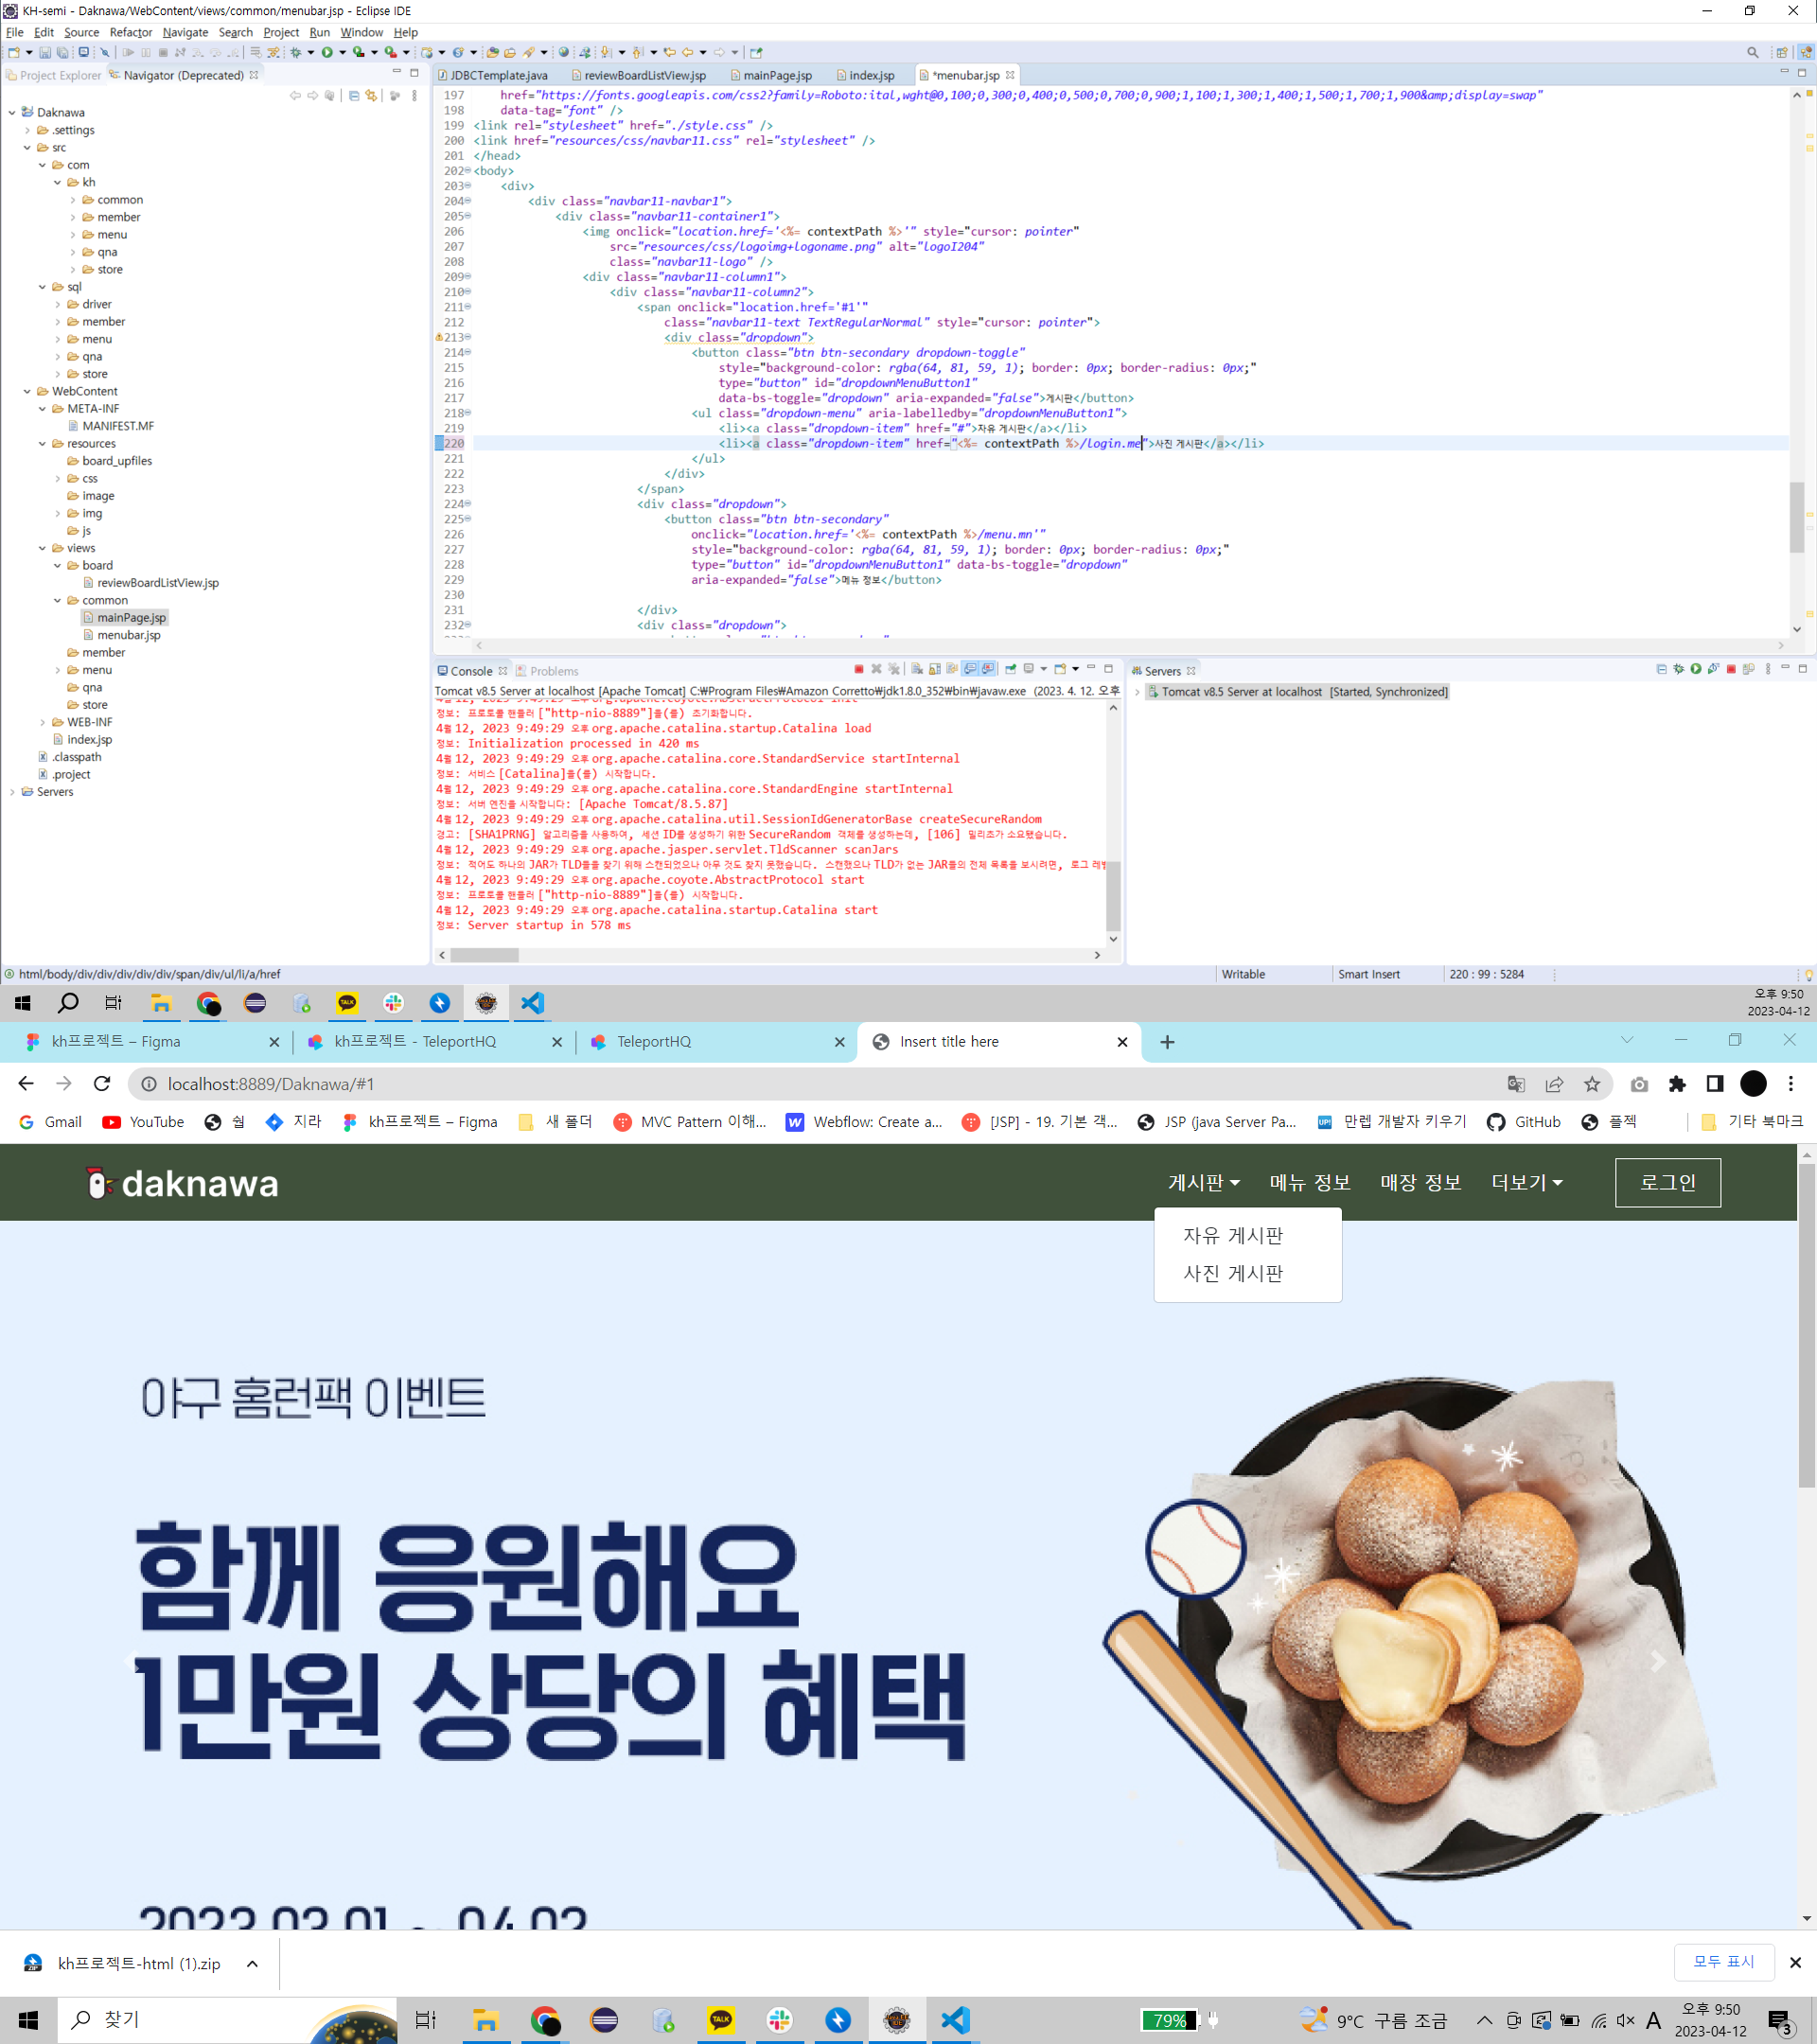 KH-semi - Daknawa/WebContent/views/common/menubar.jsp - Eclipse IDE
File Edit Source Refactor Navigate Search Project Run Window Help
Project Explorer Navigator (Deprecated)
Daknawa
.settings
src
com
kh
common
member
menu
qna
store
sql
driver
member
menu
qna
store
WebContent
META-INF
MANIFEST.MF
resources
board_upfiles
css
image
img
js
views
board
reviewBoardListView.jsp
common
mainPage.jsp
menubar.jsp
member
menu
qna
store
WEB-INF
index.jsp
.classpath
.project
Servers
JDBCTemplate.java reviewBoardListView.jsp mainPage.jsp index.jsp *menubar.jsp
197 href="https://fonts.googleapis.com/css2?family=Roboto:ital,wght@0,100;0,300;0,400;0,500;0,700;0,900;1,100;1,300;1,400;1,500;1,700;1,900&amp;display=swap"
198 data-tag="font" />
199 <link rel="stylesheet" href="./style.css" />
200 <link href="resources/css/navbar11.css" rel="stylesheet" />
201 </head>
202 <body>
203 <div>
204 <div class="navbar11-navbar1">
205 <div class="navbar11-container1">
206 <img onclick="location.href='<%= contextPath %>'" style="cursor: pointer"
207 src="resources/css/logoimg+logoname.png" alt="logoI204"
208 class="navbar11-logo" />
209 <div class="navbar11-column1">
210 <div class="navbar11-column2">
211 <span onclick="location.href='#1'"
212 class="navbar11-text TextRegularNormal" style="cursor: pointer">
213 <div class="dropdown">
214 <button class="btn btn-secondary dropdown-toggle"
215 style="background-color: rgba(64, 81, 59, 1); border: 0px; border-radius: 0px;"
216 type="button" id="dropdownMenuButton1"
217 data-bs-toggle="dropdown" aria-expanded="false">게시판</button>
218 <ul class="dropdown-menu" aria-labelledby="dropdownMenuButton1">
219 <li><a class="dropdown-item" href="#">자유 게시판</a></li>
220 <li><a class="dropdown-item" href="<%= contextPath %>/login.me">사진 게시판</a></li>
221 </ul>
222 </div>
223 </span>
224 <div class="dropdown">
225 <button class="btn btn-secondary"
226 onclick="location.href='<%= contextPath %>/menu.mn'"
227 style="background-color: rgba(64, 81, 59, 1); border: 0px; border-radius: 0px;"
228 type="button" id="dropdownMenuButton1" data-bs-toggle="dropdown"
229 aria-expanded="false">메뉴 정보</button>
230
231 </div>
232 <div class="dropdown">
Console Problems
Tomcat v8.5 Server at localhost [Apache Tomcat] C:₩Program Files₩Amazon Corretto₩jdk1.8.0_352₩bin₩javaw.exe (2023. 4. 12. 오후
정보: 프로토콜 핸들러 ["http-nio-8889"]을(를) 초기화합니다.
4월 12, 2023 9:49:29 오후 org.apache.catalina.startup.Catalina load
정보: Initialization processed in 420 ms
4월 12, 2023 9:49:29 오후 org.apache.catalina.core.StandardService startInternal
정보: 서비스 [Catalina]을(를) 시작합니다.
4월 12, 2023 9:49:29 오후 org.apache.catalina.core.StandardEngine startInternal
정보: 서버 엔진을 시작합니다: [Apache Tomcat/8.5.87]
4월 12, 2023 9:49:29 오후 org.apache.catalina.util.SessionIdGeneratorBase createSecureRandom
경고: [SHA1PRNG] 알고리즘을 사용하여, 세션 ID를 생성하기 위한 SecureRandom 객체를 생성하는데, [106] 밀리초가 소요됐습니다.
4월 12, 2023 9:49:29 오후 org.apache.jasper.servlet.TldScanner scanJars
정보: 적어도 하나의 JAR가 TLD들을 찾기 위해 스캔되었으나 아무 것도 찾지 못했습니다. 스캔했으나 TLD가 없는 JAR들의 전체 목록을 보시려면, 로그 레벨
4월 12, 2023 9:49:29 오후 org.apache.coyote.AbstractProtocol start
정보: 프로토콜 핸들러 ["http-nio-8889"]을(를) 시작합니다.
4월 12, 2023 9:49:29 오후 org.apache.catalina.startup.Catalina start
정보: Server startup in 578 ms
Servers
Tomcat v8.5 Server at localhost [Started, Synchronized]
html/body/div/div/div/div/div/span/div/ul/li/a/href Writable Smart Insert 220 : 99 : 5284
TALK
오후 9:50
2023-04-12
kh프로젝트 – Figma kh프로젝트 - TeleportHQ TeleportHQ Insert title here
localhost:8889/Daknawa/#1
Gmail YouTube 쉴 지라 kh프로젝트 – Figma 새 폴더 MVC Pattern 이해... Webflow: Create a... [JSP] - 19. 기본 객... JSP (java Server Pa... 만렙 개발자 키우기 GitHub 플젝 기타 북마크
daknawa 게시판 메뉴 정보 매장 정보 더보기 로그인
자유 게시판
사진 게시판
야구 홈런팩 이벤트
함께 응원해요
1만원 상당의 혜택
2023.03.01 ~ 04.02
kh프로젝트-html (1).zip 모두 표시
찾기 TALK 79% 9°C 구름 조금 A 오후 9:50
2023-04-12 3